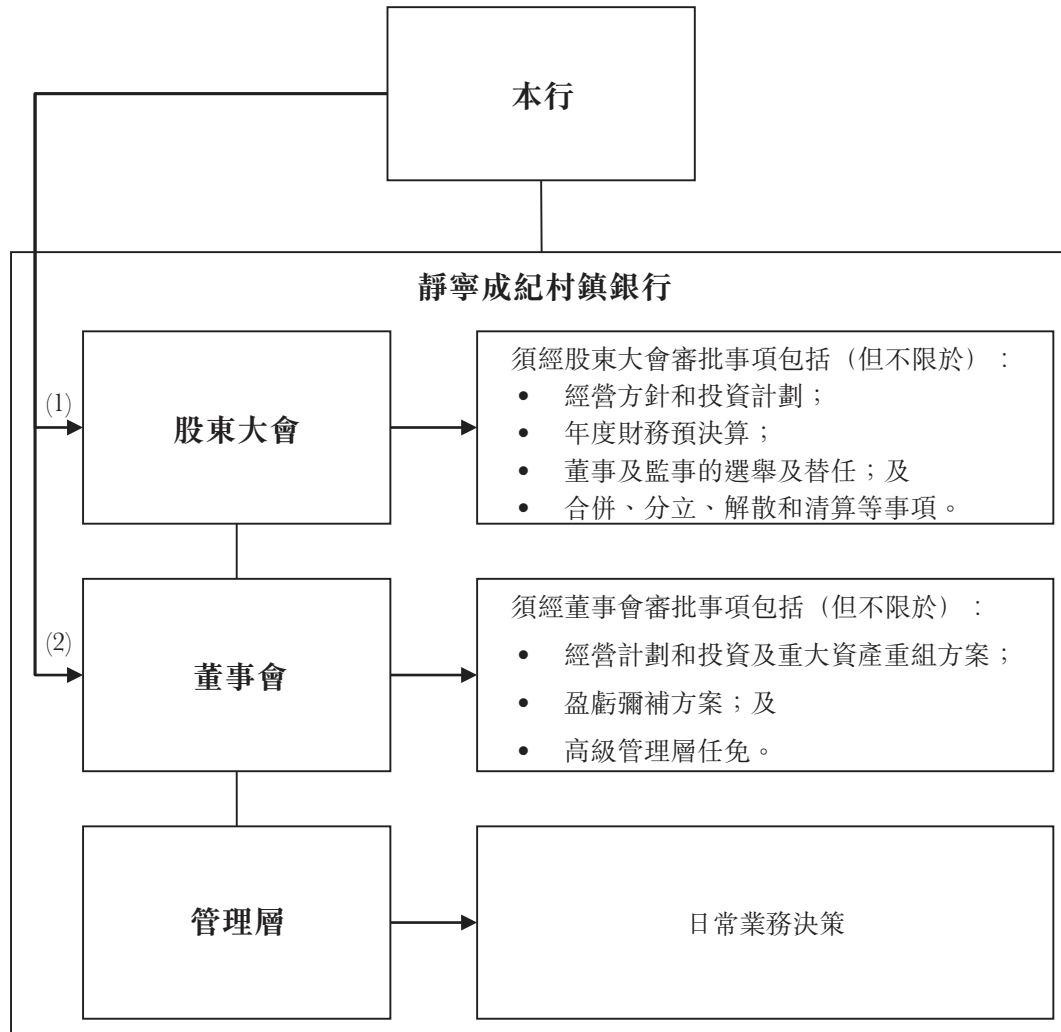 本行
靜寧成紀村鎮銀行
(1)
股東大會
須經股東大會審批事項包括（但不限於）：
• 經營方針和投資計劃；
• 年度財務預決算；
• 董事及監事的選舉及替任；及
• 合併、分立、解散和清算等事項。
(2)
董事會
須經董事會審批事項包括（但不限於）：
• 經營計劃和投資及重大資產重組方案；
• 盈虧彌補方案；及
• 高級管理層任免。
管理層
日常業務決策